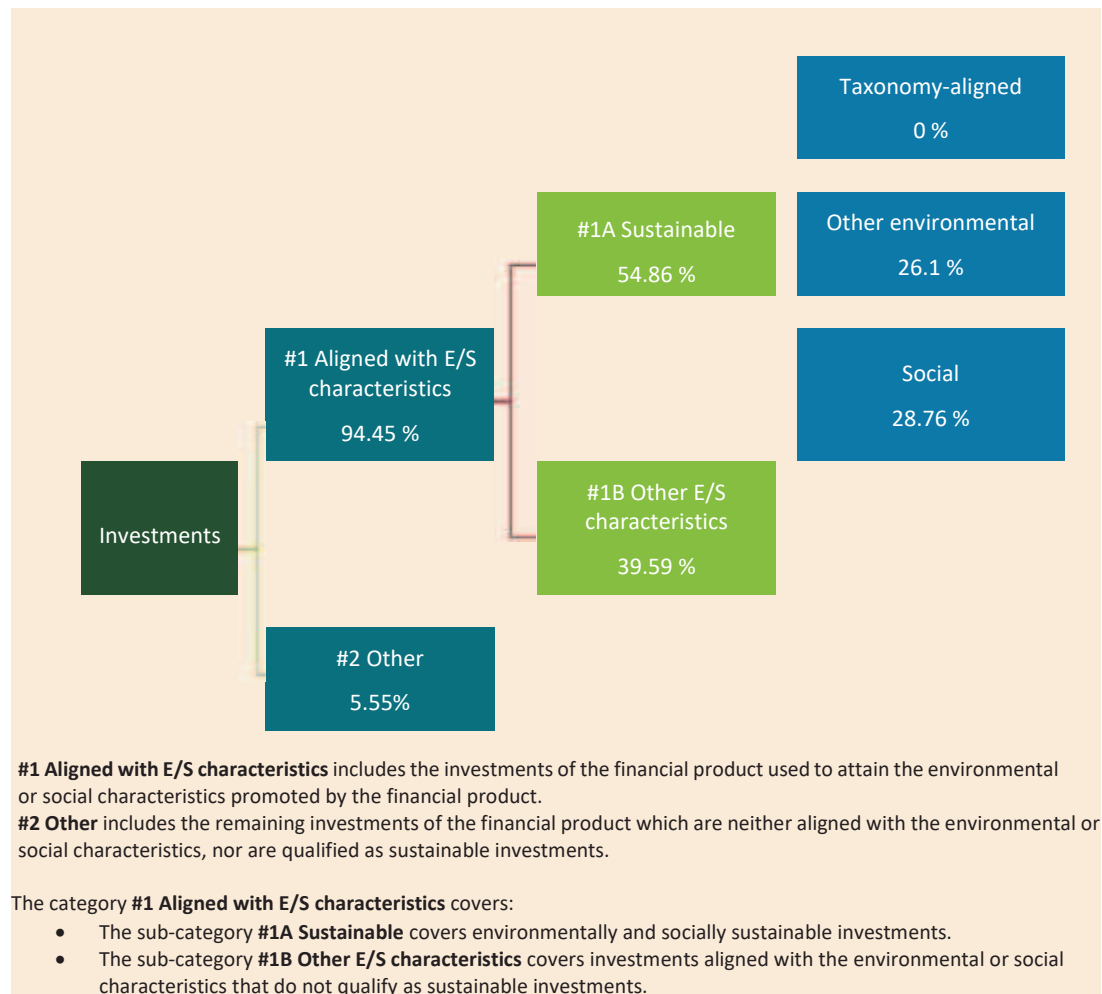 Taxonomy-aligned
0 %
#1A Sustainable
54.86 %
Other environmental
26.1 %
#1 Aligned with E/S
characteristics
94.45 %
Social
28.76 %
Investments
#1B Other E/S
characteristics
39.59 %
#2 Other
5.55%
#1 Aligned with E/S characteristics includes the investments of the financial product used to attain the environmental
or social characteristics promoted by the financial product.
#2 Other includes the remaining investments of the financial product which are neither aligned with the environmental or
social characteristics, nor are qualified as sustainable investments.
The category #1 Aligned with E/S characteristics covers:
• The sub-category #1A Sustainable covers environmentally and socially sustainable investments.
• The sub-category #1B Other E/S characteristics covers investments aligned with the environmental or social
characteristics that do not qualify as sustainable investments.